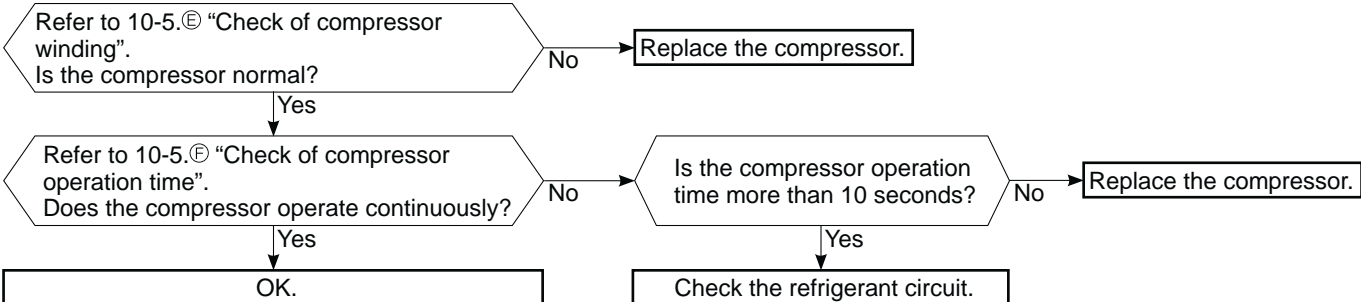 Refer to 10-5.Ⓔ “Check of compressor
winding”.
Is the compressor normal?
No
Replace the compressor.
Yes
Refer to 10-5.Ⓕ “Check of compressor
operation time”.
Does the compressor operate continuously?
No
Is the compressor operation
time more than 10 seconds?
No
Replace the compressor.
Yes
Yes
OK.
Check the refrigerant circuit.